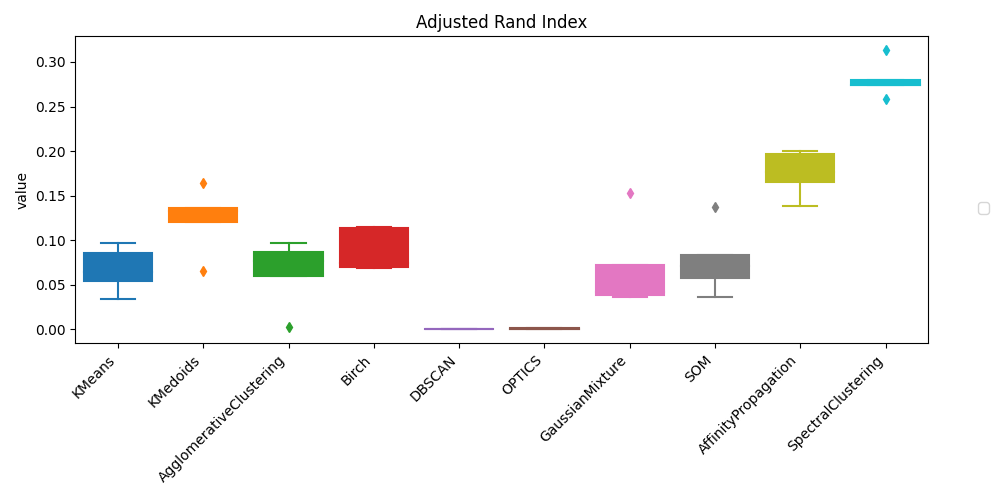 Adjusted Rand Index
value
0.30
0.25
0.20
0.15
0.10
0.05
0.00
KMeans
KMedoids
AgglomerativeClustering
Birch
DBSCAN
OPTICS
GaussianMixture
SOM
AffinityPropagation
SpectralClustering